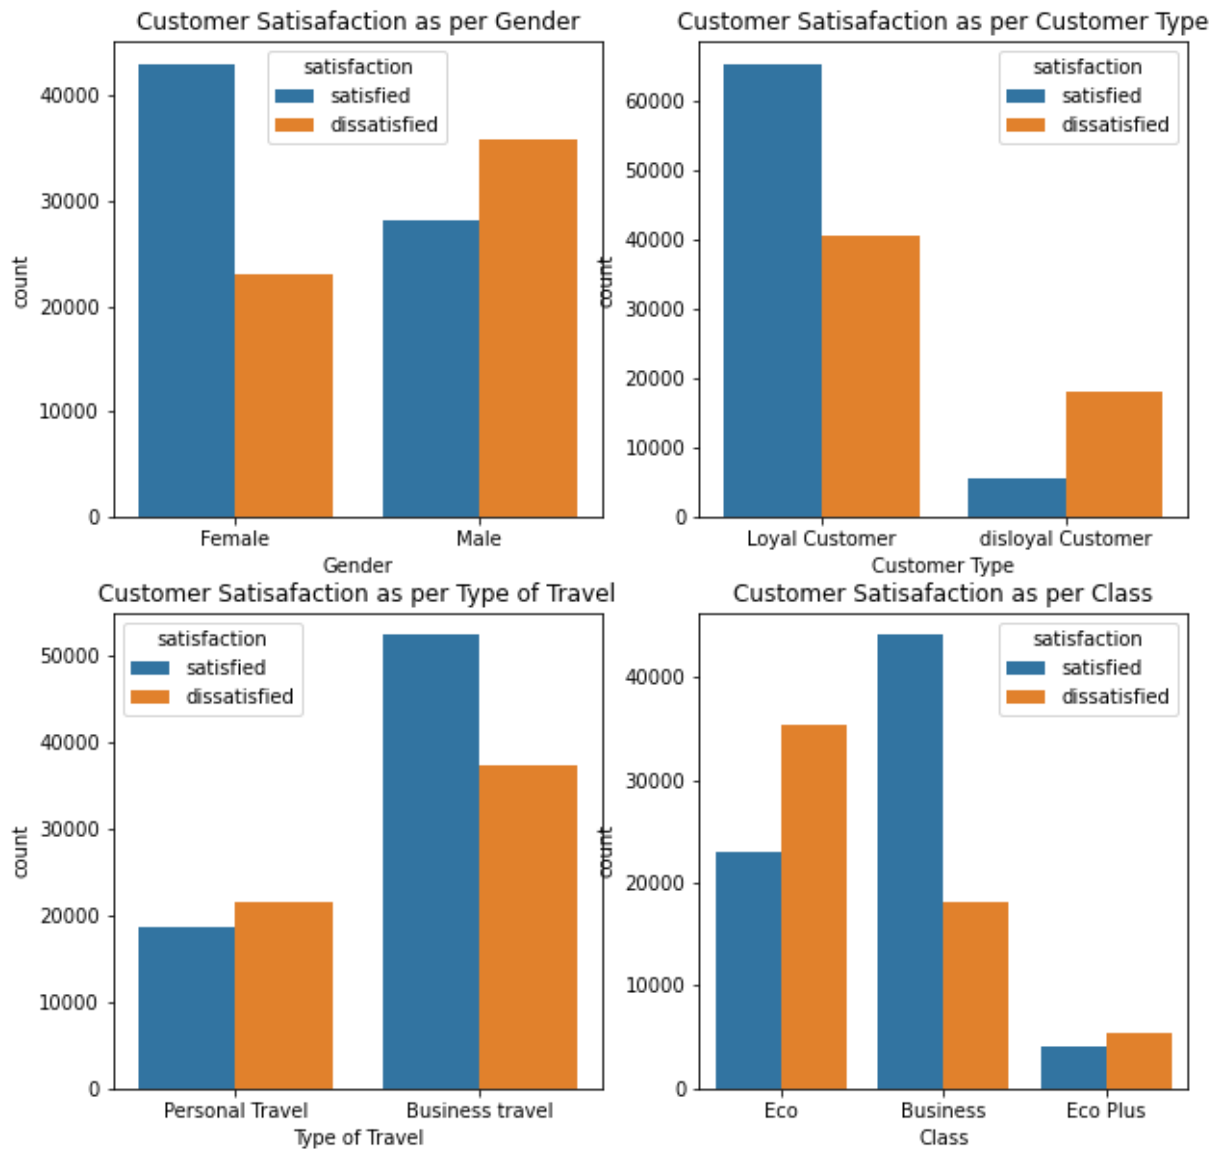 Customer Satisafaction as per Gender
satisfaction
satisfied
dissatisfied
40000
30000
20000
10000
0
count
Female
Male
Gender
Customer Satisafaction as per Customer Type
satisfaction
satisfied
dissatisfied
60000
50000
40000
30000
20000
10000
0
count
Loyal Customer
disloyal Customer
Customer Type
Customer Satisafaction as per Type of Travel
satisfaction
satisfied
dissatisfied
50000
40000
30000
20000
10000
0
count
Personal Travel
Business travel
Type of Travel
Customer Satisafaction as per Class
satisfaction
satisfied
dissatisfied
40000
30000
20000
10000
0
count
Eco
Business
Eco Plus
Class